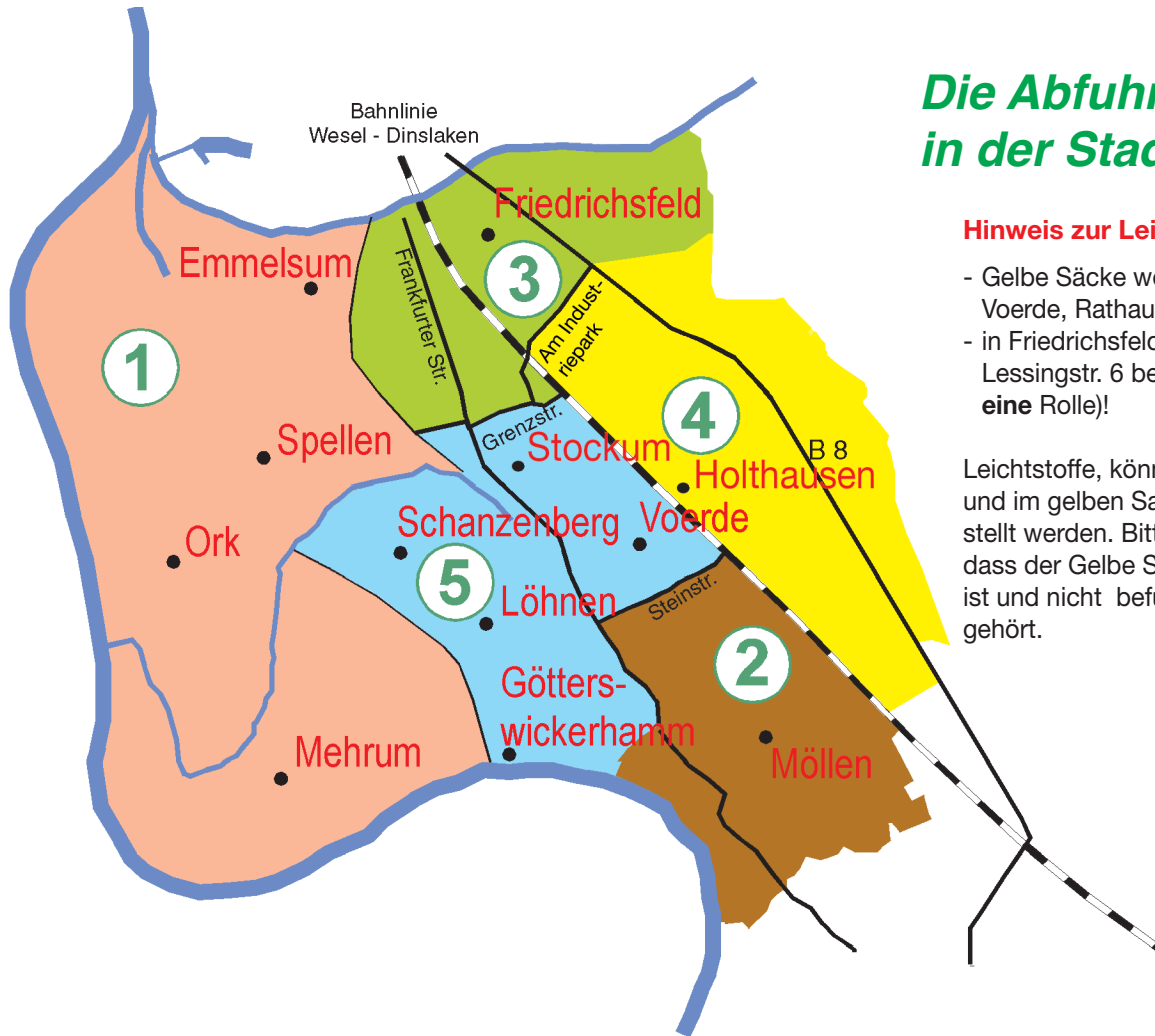 Die Abfuhr
in der Stad
Bahnlinie
Wesel - Dinslaken
Friedrichsfeld
Hinweis zur Lei
Emmelsum
3
Frankfurter Str.
Am Indust-
riepark
- Gelbe Säcke we
Voerde, Rathau
- in Friedrichsfeld
Lessingstr. 6 be
eine Rolle)!
1
4
Grenzstr.
Spellen
Stockum
B 8
Holthausen
Leichtstoffe, könn
und im gelben Sa
stellt werden. Bitt
dass der Gelbe S
ist und nicht befü
gehört.
Schanzenberg
Voerde
Ork
5
Löhnen
Steinstr.
2
Götters-
wickerhamm
Mehrum
Möllen